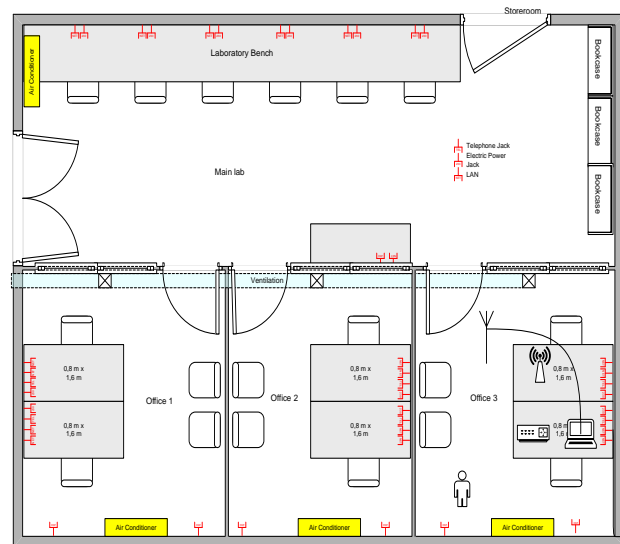 Storeroom
Laboratory Bench
Air Conditioner
Bookcase
Bookcase
Bookcase
Telephone Jack
Electric Power
Jack
LAN
Main lab
Ventilation
0,8 m x
1,6 m
0,8 m x
1,6 m
Office 1
0,8 m x
1,6 m
0,8 m x
1,6 m
Office 2
0,8 m x
1,6 m
0,8 m x
1,6 m
Office 3
Air Conditioner
Air Conditioner
Air Conditioner